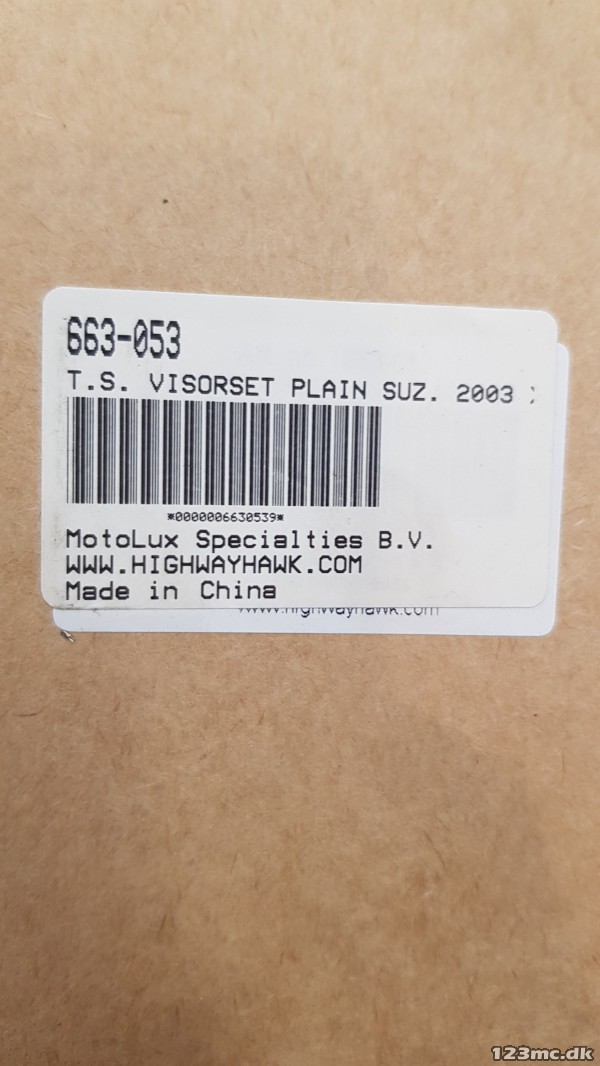 663-053
T.S. VISORSET PLAIN SUZ. 2003
*0000006630539*
MotoLux Specialties B.V.
WWW.HIGHWAYHAWK.COM
Made in China
www.highwayhawk.com
123mc.dk